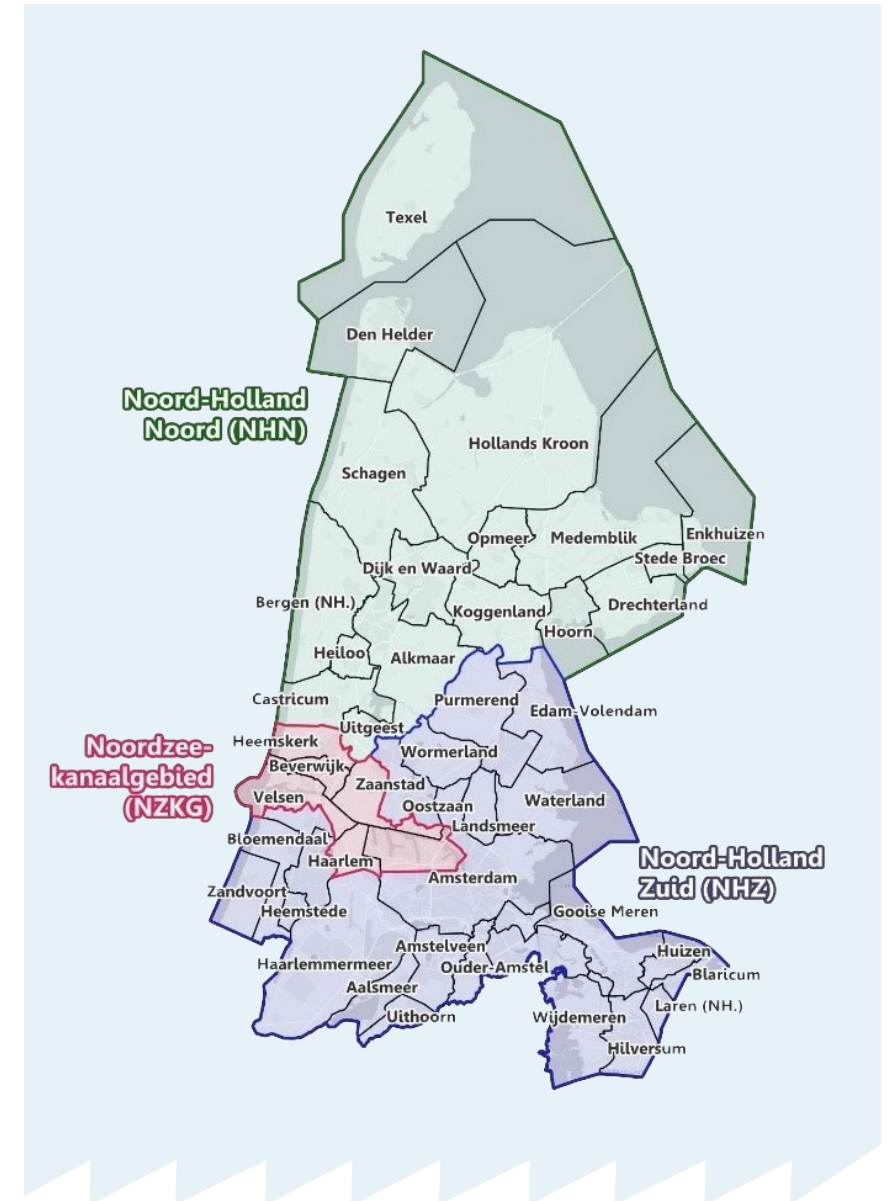 Texel
Den Helder
Noord-Holland
Noord (NHN)
Hollands Kroon
Schagen
Opmeer
Medemblik
Enkhuizen
Stede Broec
Dijk en Waard
Bergen (NH.)
Koggenland
Drechterland
Hoorn
Heiloo
Alkmaar
Castricum
Purmerend
Edam-Volendam
Uitgeest
Heemskerk
Wormerland
Noordzee-
kanaalgebied
(NZKG)
Beverwijk
Zaanstad
Velsen
Oostzaan
Waterland
Landsmeer
Bloemendaal
Haarlem
Noord-Holland
Zuid (NHZ)
Amsterdam
Zandvoort
Heemstede
Gooise Meren
Amstelveen
Huizen
Haarlemmermeer
Ouder-Amstel
Blaricum
Aalsmeer
Laren (NH.)
Uithoorn
Wijdemeren
Hilversum